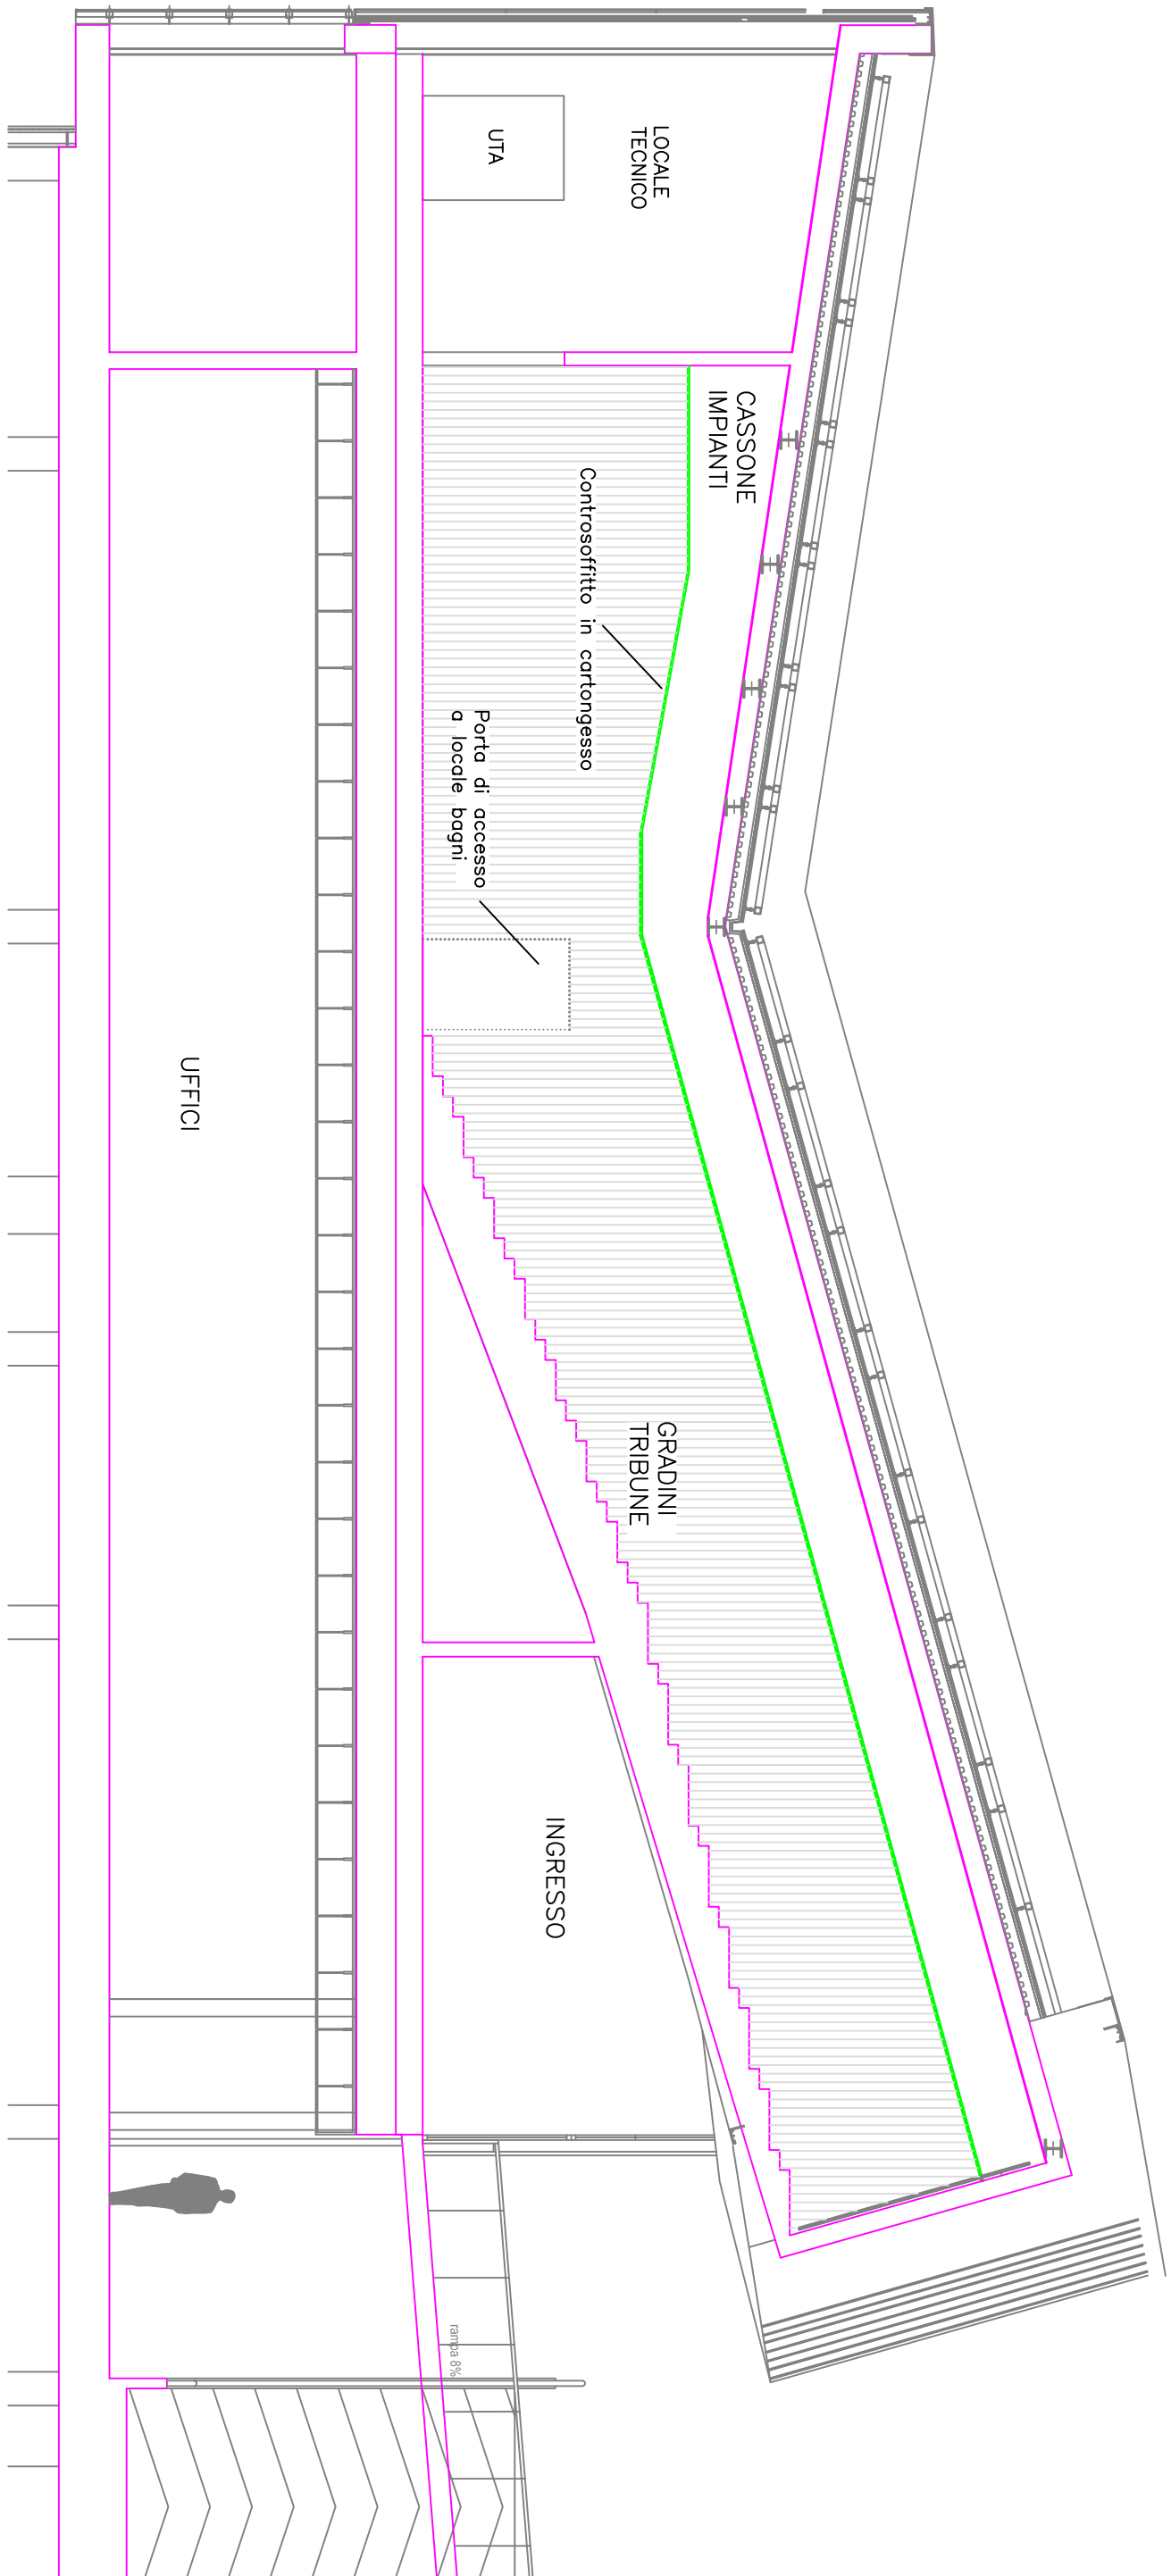 LOCALE
TECNICO
UTA
CASSONE
IMPIANTI
Controsoffitto in cartongesso
Porta di accesso
a locale bagni
UFFICI
GRADINI
TRIBUNE
INGRESSO
rampa 8%